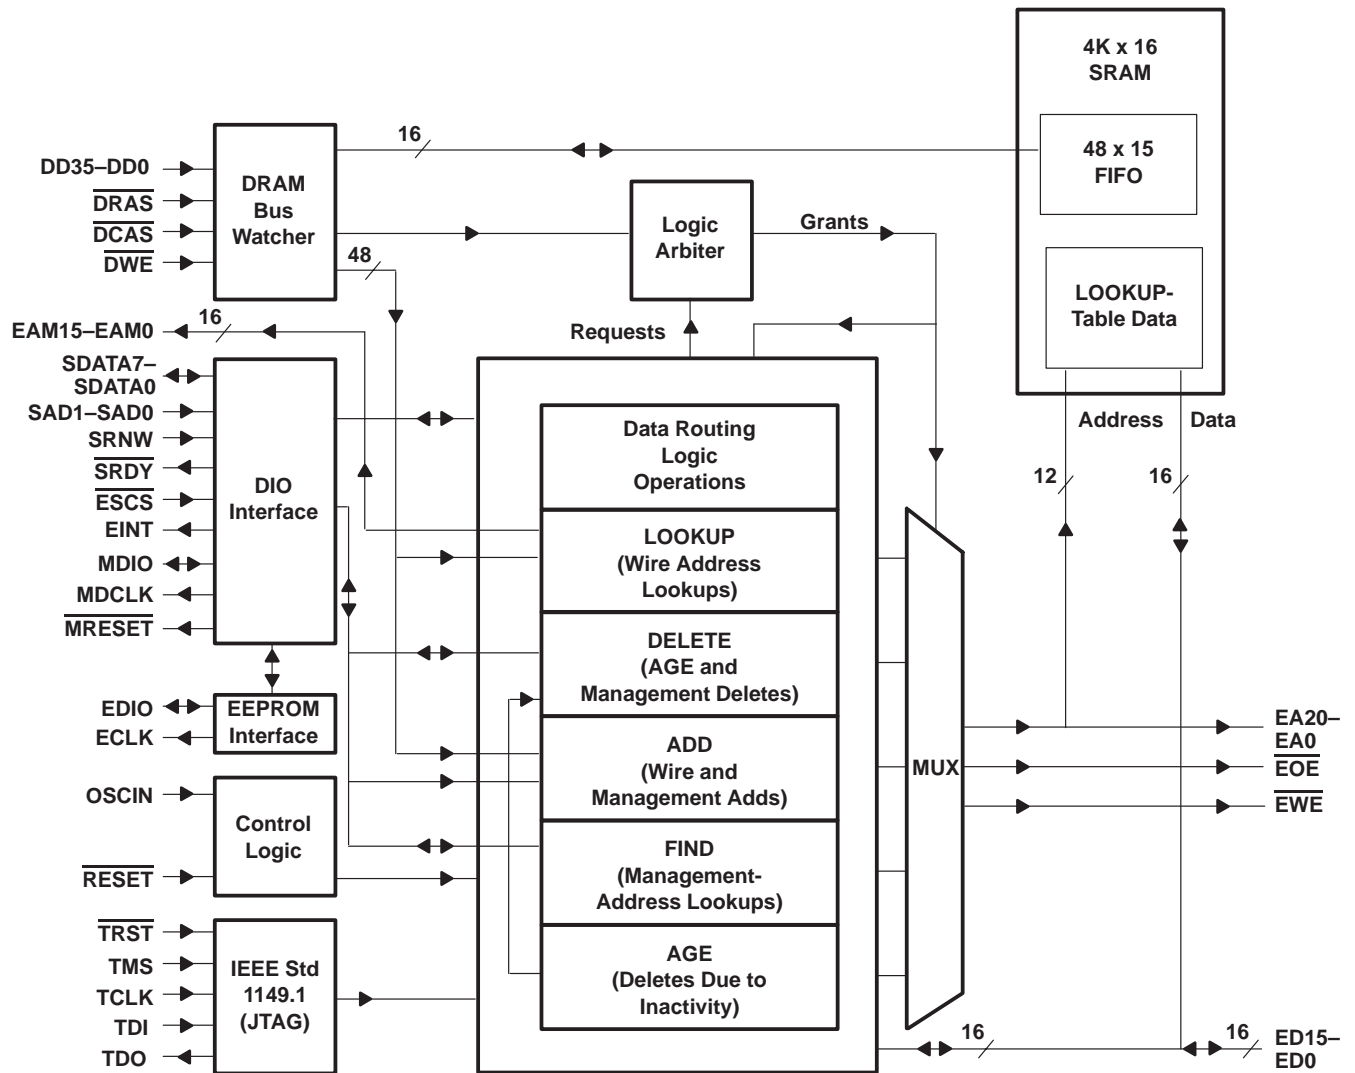 4K x 16
SRAM
48 x 15
FIFO
LOOKUP-
Table Data
Address
Data
12
16
16
DD35–DD0
DRAS
DCAS
DWE
DRAM
Bus
Watcher
48
Logic
Arbiter
Grants
Requests
EAM15–EAM0
16
SDATA7–
SDATA0
SAD1–SAD0
SRNW
SRDY
ESCS
EINT
MDIO
MDCLK
MRESET
DIO
Interface
EDIO
ECLK
EEPROM
Interface
OSCIN
RESET
Control
Logic
TRST
TMS
TCLK
TDI
TDO
IEEE Std
1149.1
(JTAG)
Data Routing
Logic
Operations
LOOKUP
(Wire Address
Lookups)
DELETE
(AGE and
Management Deletes)
ADD
(Wire and
Management Adds)
FIND
(Management-
Address Lookups)
AGE
(Deletes Due to
Inactivity)
MUX
EA20–
EA0
EOE
EWE
16
16
ED15–
ED0